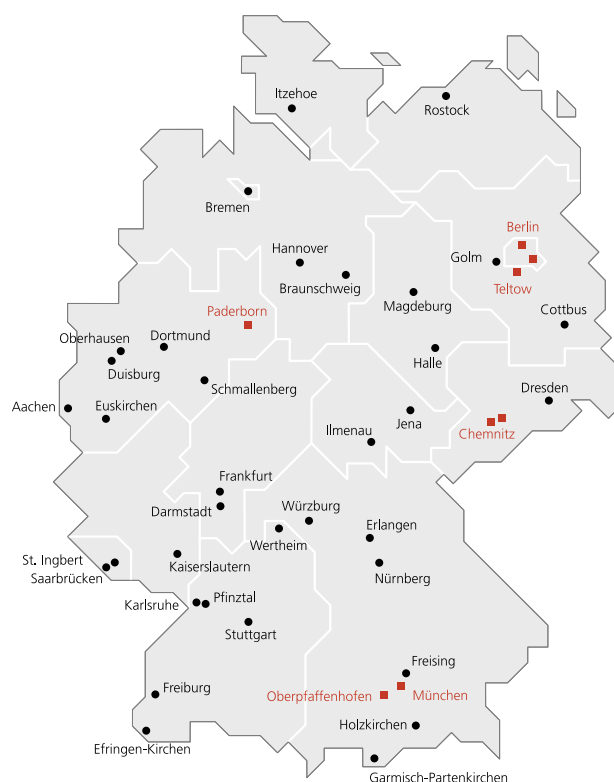 Itzehoe
Rostock
Bremen
Berlin
Hannover
Golm
Braunschweig
Teltow
Magdeburg
Paderborn
Cottbus
Oberhausen
Dortmund
Halle
Duisburg
Schmallenberg
Dresden
Aachen
Euskirchen
Jena
Ilmenau
Chemnitz
Frankfurt
Darmstadt
Würzburg
Erlangen
Wertheim
St. Ingbert
Kaiserslautern
Saarbrücken
Nürnberg
Karlsruhe
Pfinztal
Stuttgart
Freising
Freiburg
Oberpfaffenhofen
München
Holzkirchen
Efringen-Kirchen
Garmisch-Partenkirchen